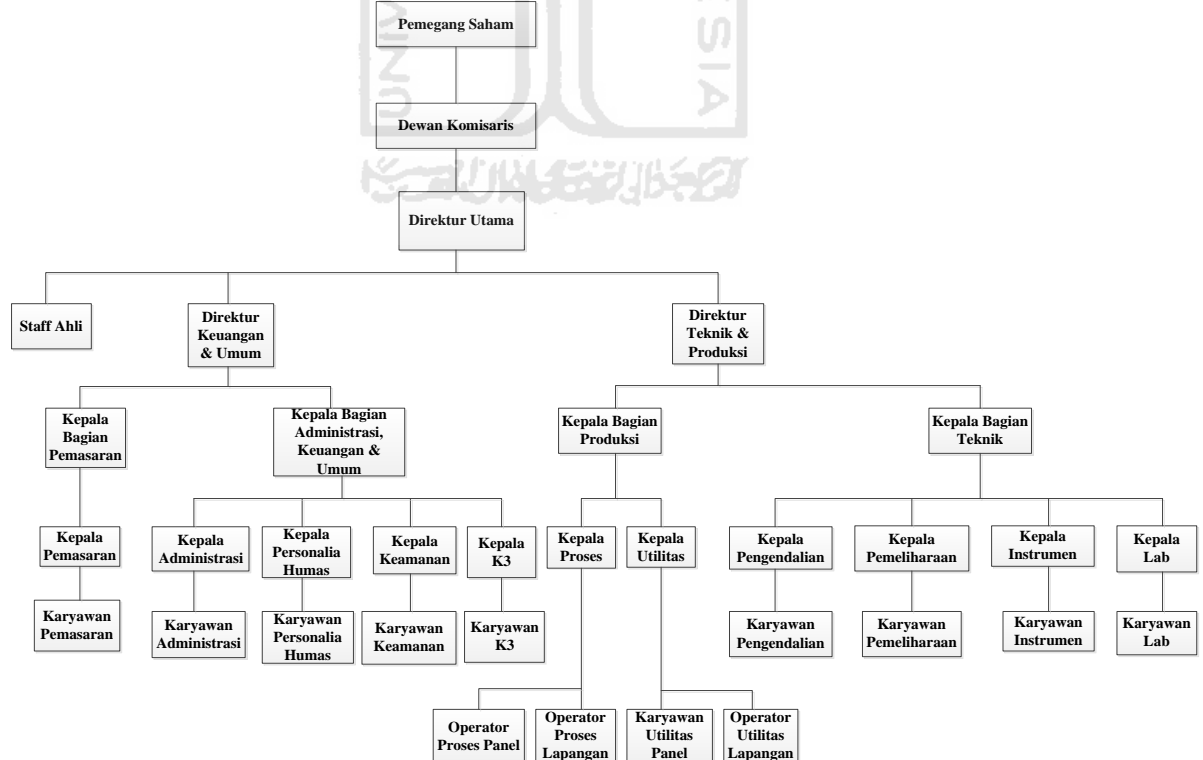 Pemegang Saham
Dewan Komisaris
Direktur Utama
Staff Ahli
Direktur
Keuangan
& Umum
Direktur
Teknik &
Produksi
Kepala
Bagian
Pemasaran
Kepala Bagian
Administrasi,
Keuangan &
Umum
Kepala Bagian
Produksi
Kepala Bagian
Teknik
Kepala
Pemasaran
Kepala
Administrasi
Kepala
Personalia
Humas
Kepala
Keamanan
Kepala
K3
Kepala
Proses
Kepala
Utilitas
Kepala
Pengendalian
Kepala
Pemeliharaan
Kepala
Instrumen
Kepala
Lab
Karyawan
Pemasaran
Karyawan
Administrasi
Karyawan
Personalia
Humas
Karyawan
Keamanan
Karyawan
K3
Karyawan
Pengendalian
Karyawan
Pemeliharaan
Karyawan
Instrumen
Karyawan
Lab
Operator
Proses Panel
Operator
Proses
Lapangan
Karyawan
Utilitas
Panel
Operator
Utilitas
Lapangan